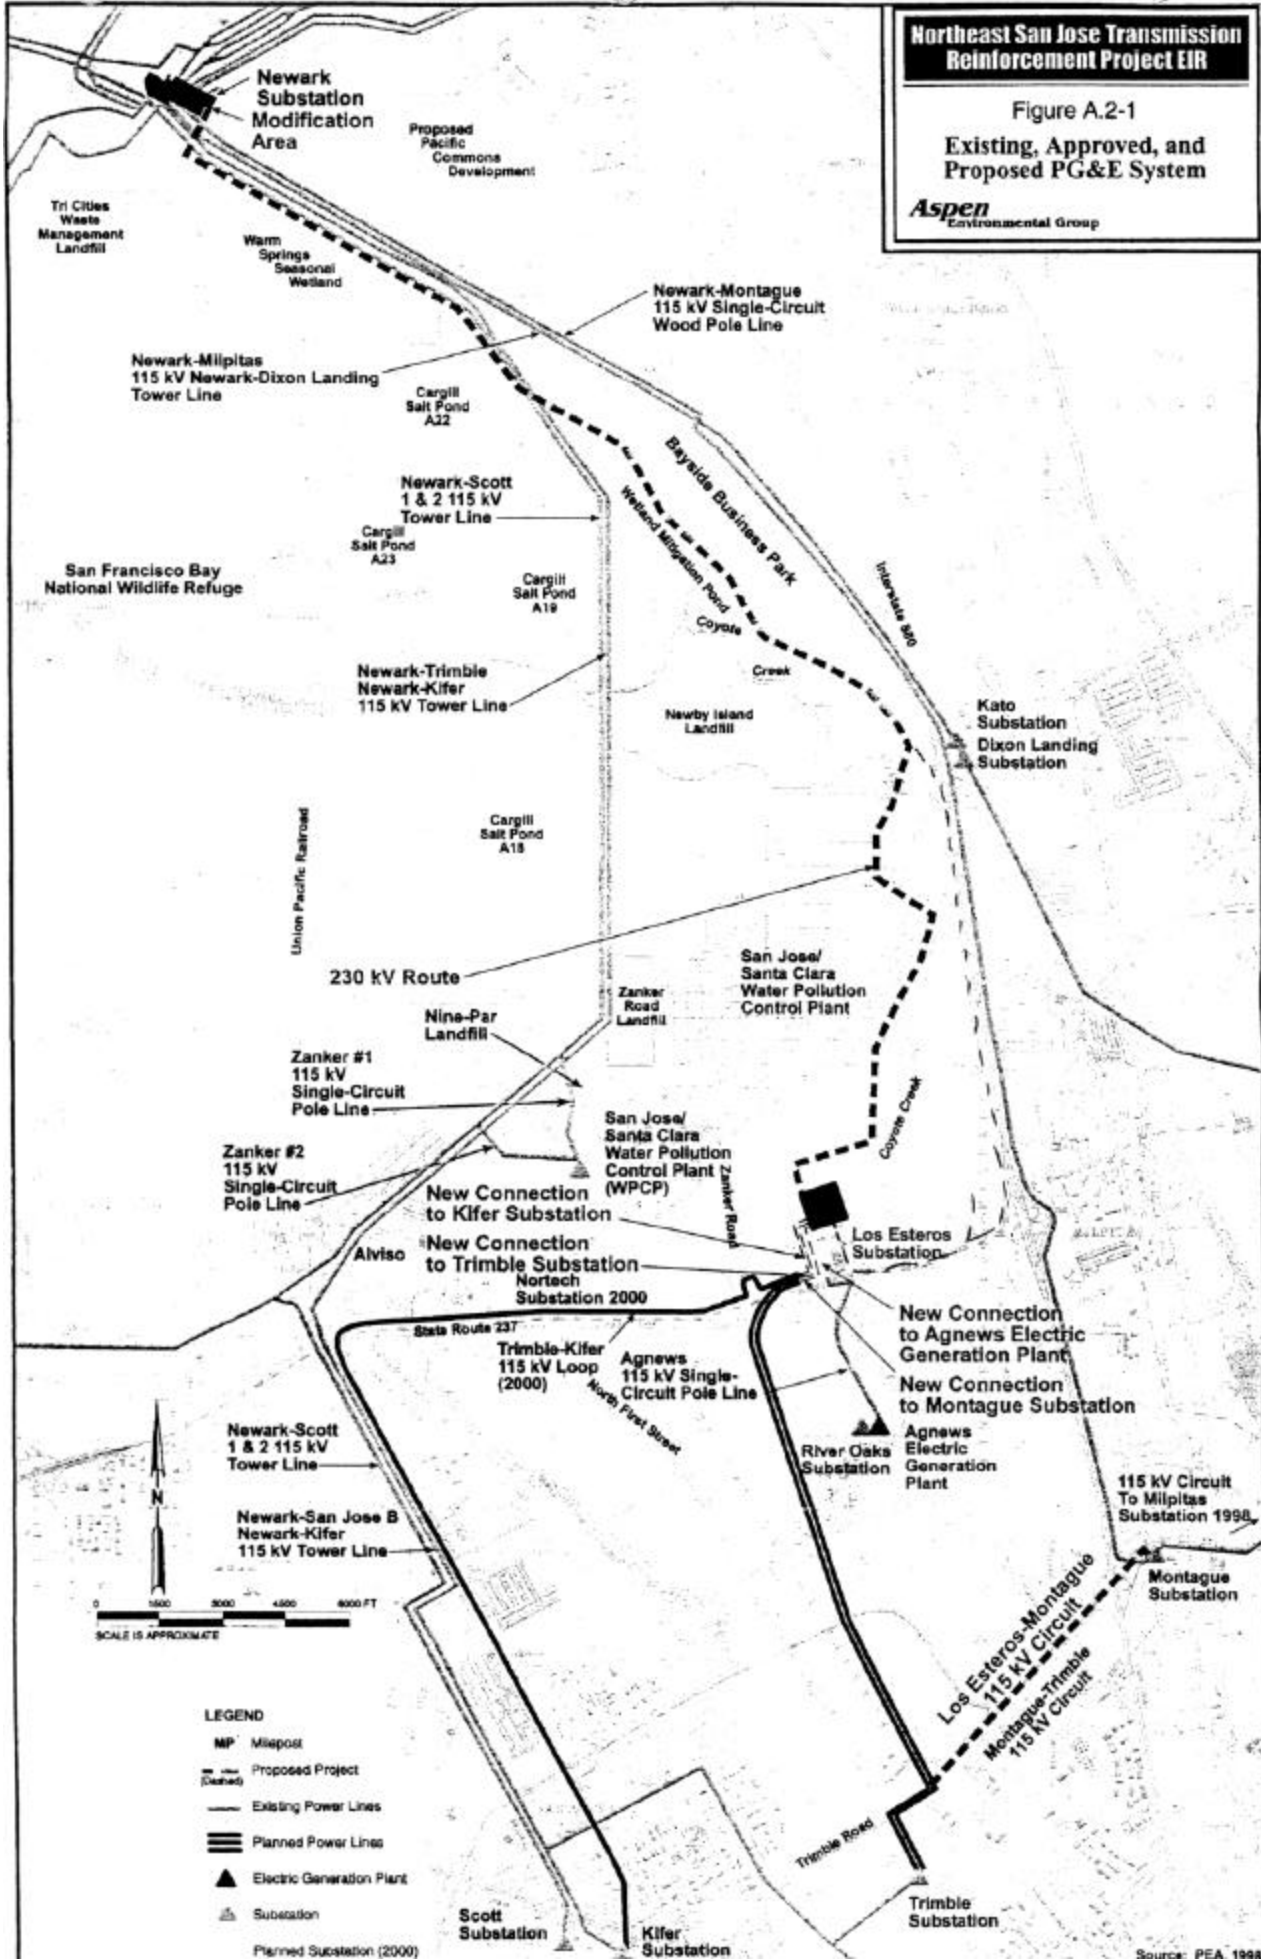 Northeast San Jose Transmission
Reinforcement Project EIR
Figure A.2-1
Existing, Approved, and
Proposed PG&E System
Aspen
Environmental Group
Newark
Substation
Modification
Area
Proposed
Pacific
Commons
Development
Tri Cities
Waste
Management
Landfill
Warm
Springs
Seasonal
Wetland
Newark-Montague
115 kV Single-Circuit
Wood Pole Line
Newark-Milpitas
115 kV Newark-Dixon Landing
Tower Line
Cargill
Salt Pond
A22
Bayside Business Park
Newark-Scott
1 & 2 115 kV
Tower Line
Wetland Mitigation Pond
Cargill
Salt Pond
A23
San Francisco Bay
National Wildlife Refuge
Cargill
Salt Pond
A19
Interstate 880
Coyote
Creek
Newark-Trimble
Newark-Kifer
115 kV Tower Line
Newby Island
Landfill
Kato
Substation
Dixon Landing
Substation
Cargill
Salt Pond
A18
Union Pacific Railroad
230 kV Route
San Jose/
Santa Clara
Water Pollution
Control Plant
Zanker
Road
Landfill
Nine-Par
Landfill
Zanker #1
115 kV
Single-Circuit
Pole Line
Coyote Creek
San Jose/
Santa Clara
Water Pollution
Control Plant
(WPCP)
Zanker #2
115 kV
Single-Circuit
Pole Line
Zanker Road
New Connection
to Kifer Substation
Los Esteros
Substation
Alviso
New Connection
to Trimble Substation
Nortech
Substation 2000
State Route 237
New Connection
to Agnews Electric
Generation Plant
Trimble-Kifer
115 kV Loop
(2000)
Agnews
115 kV Single-
Circuit Pole Line
North First Street
New Connection
to Montague Substation
Newark-Scott
1 & 2 115 kV
Tower Line
River Oaks
Substation
Agnews
Electric
Generation
Plant
N
115 kV Circuit
To Milpitas
Substation 1998
Newark-San Jose B
Newark-Kifer
115 kV Tower Line
Montague
Substation
0 1500 3000 4500 6000 FT
SCALE IS APPROXIMATE
Los Esteros-Montague
115 kV Circuit
Montague-Trimble
115 kV Circuit
LEGEND
MP Milepost
(Dashed) Proposed Project
Existing Power Lines
Planned Power Lines
Electric Generation Plant
Substation
Planned Substation (2000)
Trimble Road
Trimble
Substation
Scott
Substation
Kifer
Substation
Source: PEA, 1998